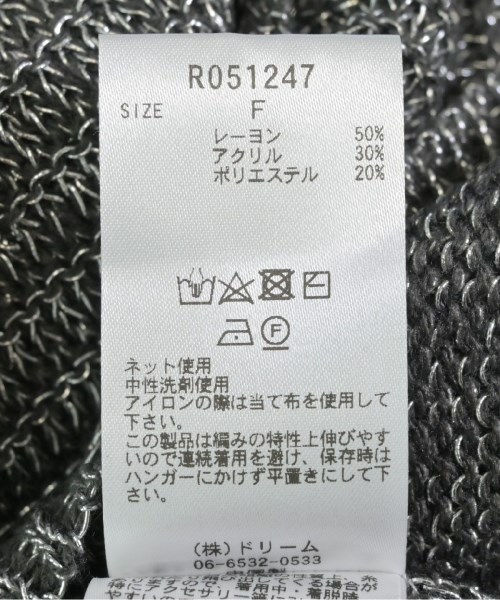 R051247
SIZE F
レーヨン 50%
アクリル 30%
ポリエステル 20%
F
ネット使用
中性洗剤使用
アイロンの際は当て布を使用して
下さい。
この製品は編みの特性上伸びやす
いので連続着用を避け、保存時は
ハンガーにかけず平置きにして下
さい。
(株)ドリーム
06-6532-0533
中国製